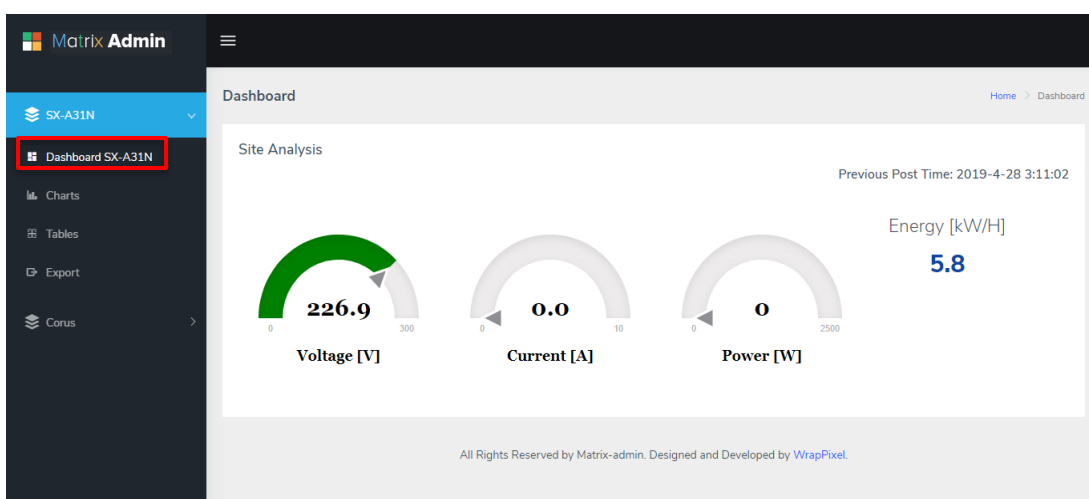 Matrix Admin
SX-A31N
Dashboard SX-A31N
Charts
Tables
Export
Corus
Dashboard
Home > Dashboard
Site Analysis
Previous Post Time: 2019-4-28 3:11:02
Energy [kW/H]
5.8
226.9
0 300
Voltage [V]
0.0
0 10
Current [A]
0
0 2500
Power [W]
All Rights Reserved by Matrix-admin. Designed and Developed by WrapPixel.